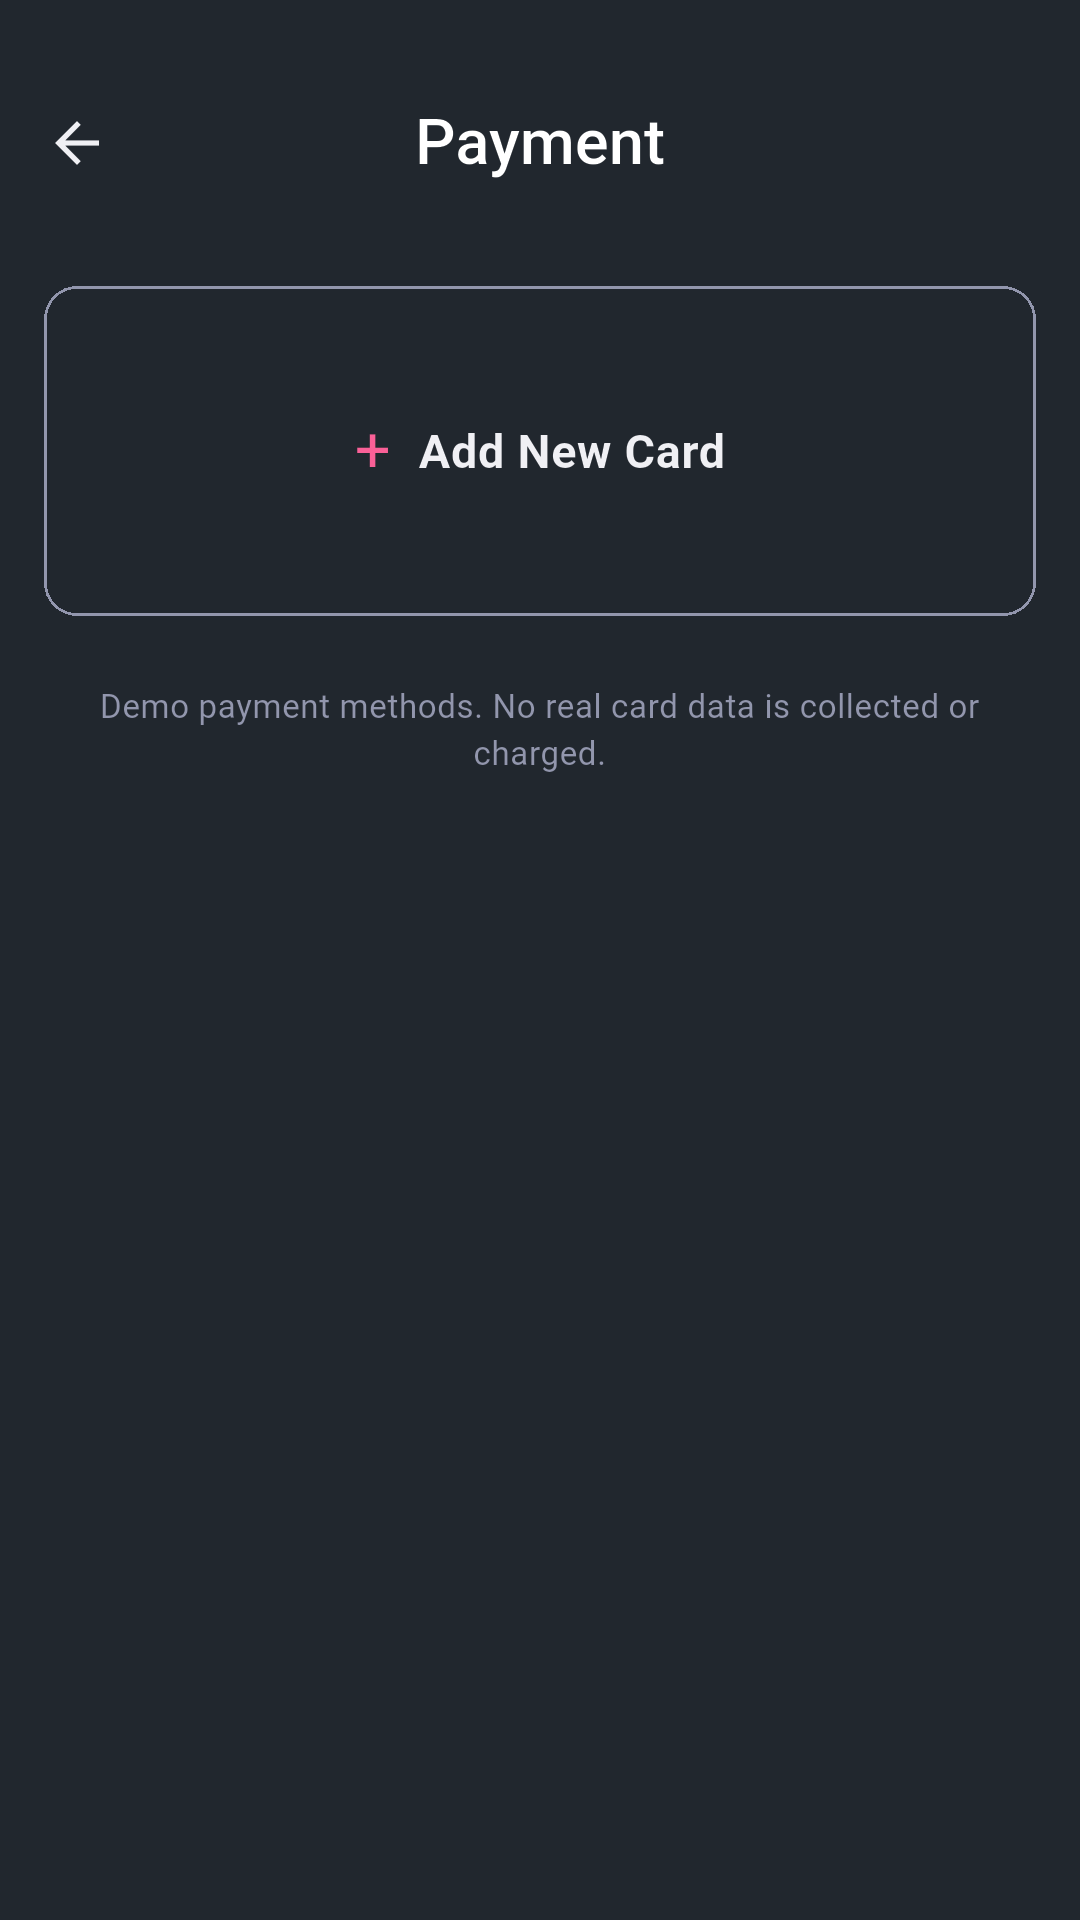 Payment
+ Add New Card
Demo payment methods. No real card data is collected or
charged.